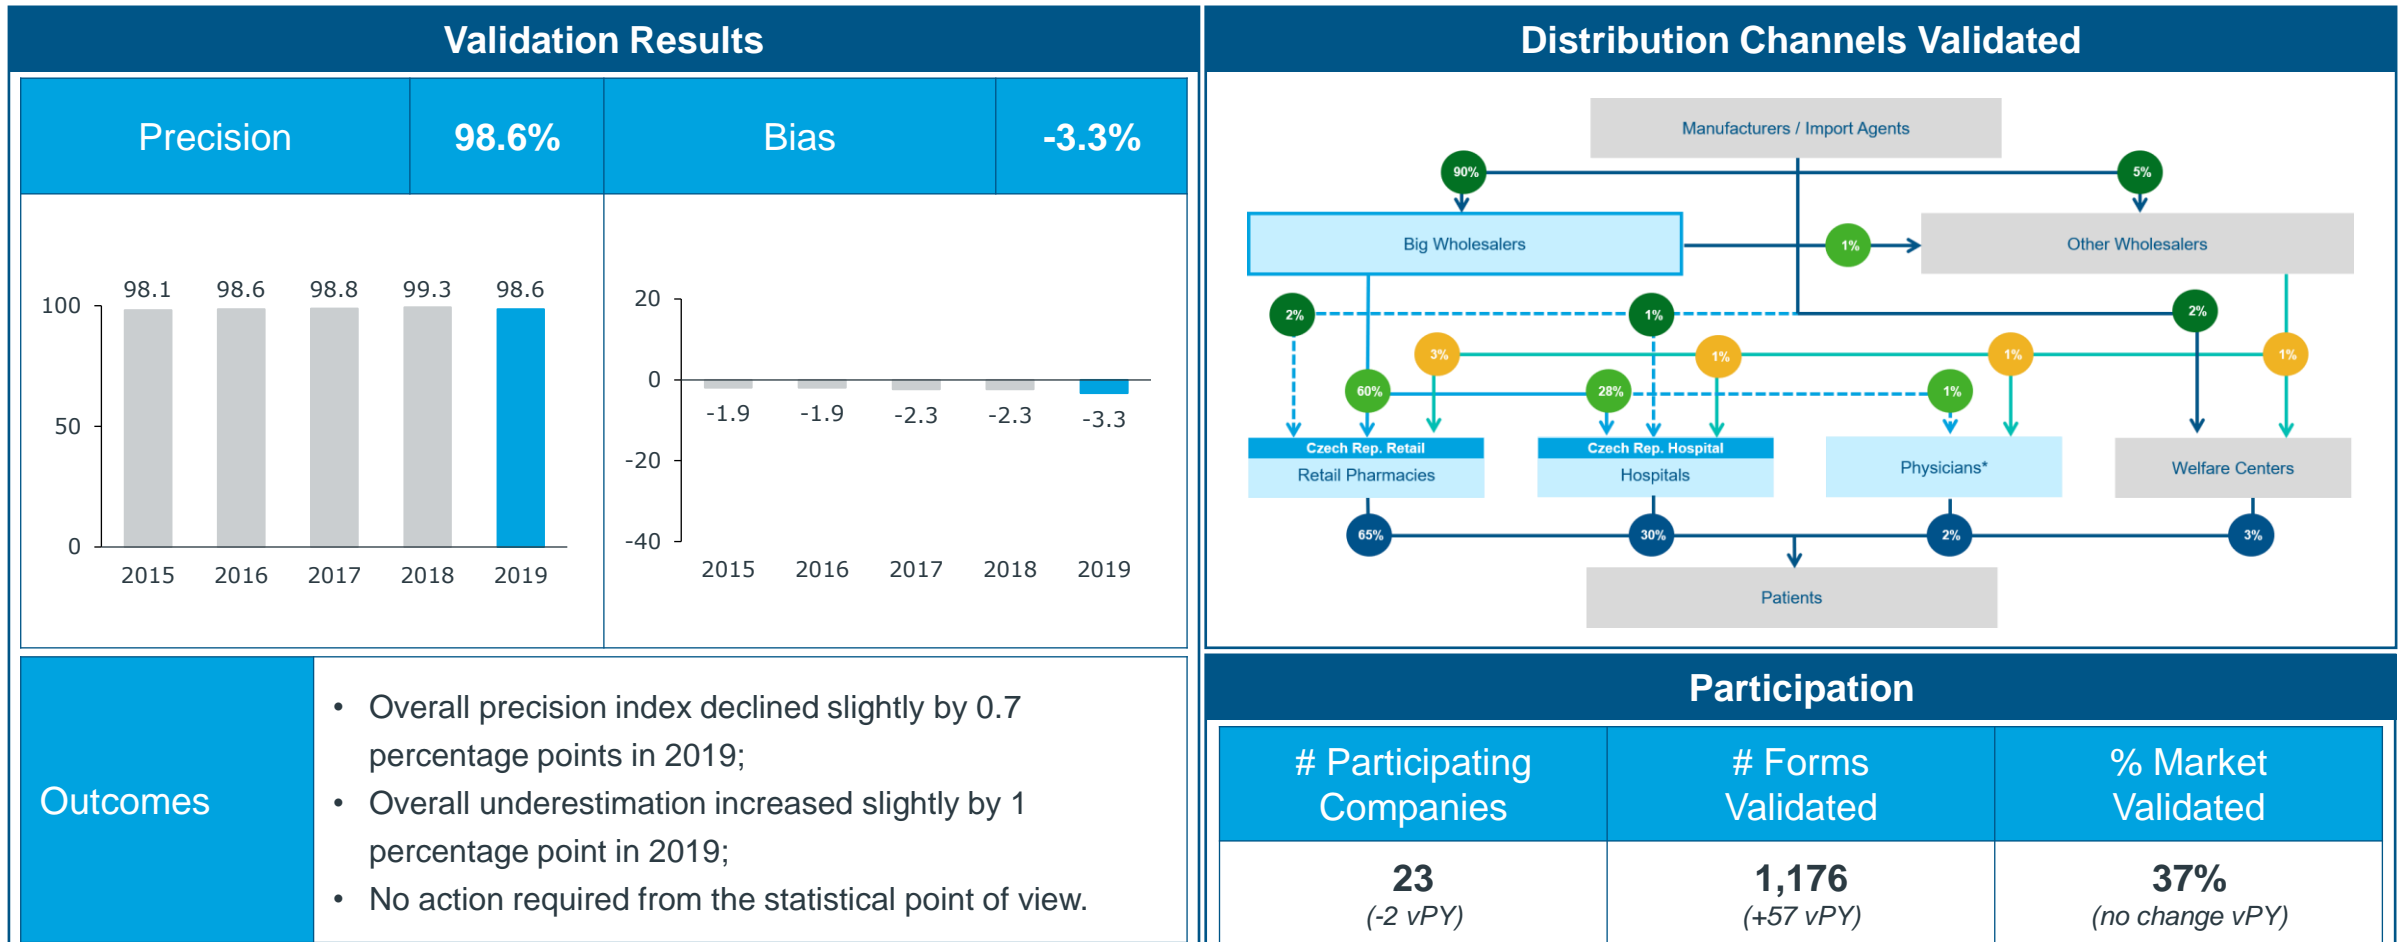 Validation Results
Precision
98.6%
Bias
-3.3%
98.1
98.6
98.8
99.3
98.6
100
50
0
2015
2016
2017
2018
2019
20
0
-20
-40
-1.9
-1.9
-2.3
-2.3
-3.3
2015
2016
2017
2018
2019
Outcomes
• Overall precision index declined slightly by 0.7
percentage points in 2019;
• Overall underestimation increased slightly by 1
percentage point in 2019;
• No action required from the statistical point of view.
Distribution Channels Validated
Manufacturers / Import Agents
90%
5%
Big Wholesalers
1%
Other Wholesalers
2%
1%
2%
3%
1%
1%
1%
60%
28%
1%
Czech Rep. Retail
Retail Pharmacies
Czech Rep. Hospital
Hospitals
Physicians*
Welfare Centers
65%
30%
2%
3%
Patients
Participation
# Participating
Companies
# Forms
Validated
% Market
Validated
23
(-2 vPY)
1,176
(+57 vPY)
37%
(no change vPY)